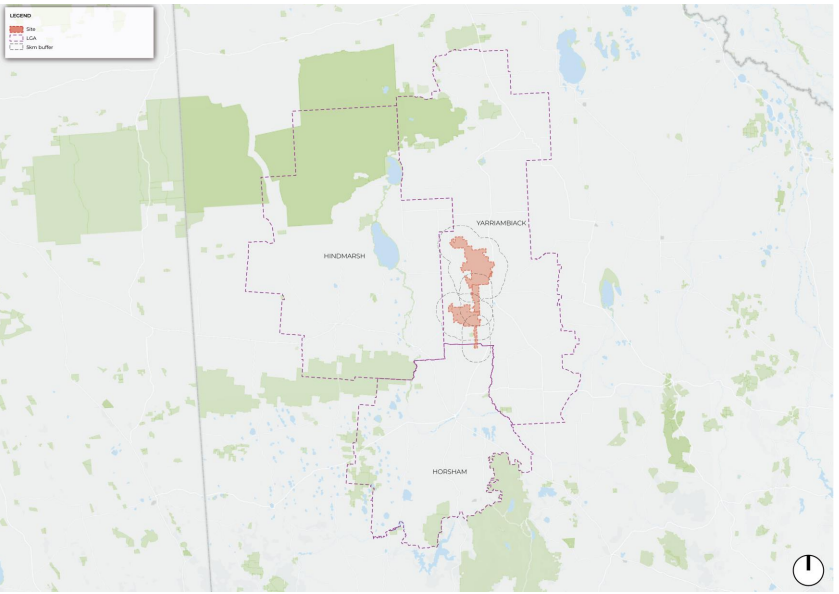 LEGEND
Site
LGA
5km buffer
YARRIAMBIACK
HINDMARSH
HORSHAM